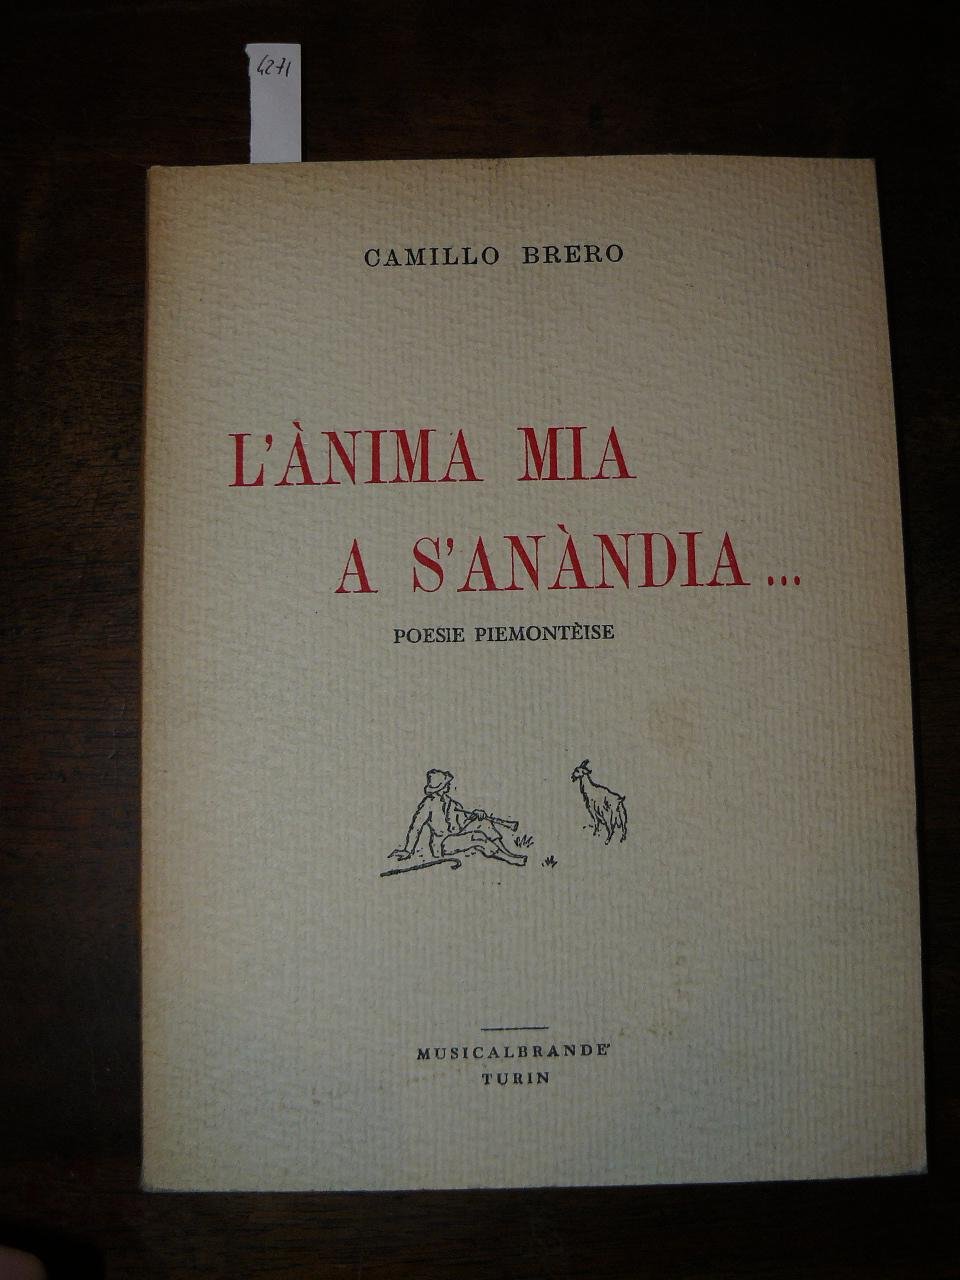 4271
CAMILLO BRERO
L'ÀNIMA MIA
A S'ANÀNDIA...
POESIE PIEMONTÈISE
MUSICALBRANDE'
TURIN